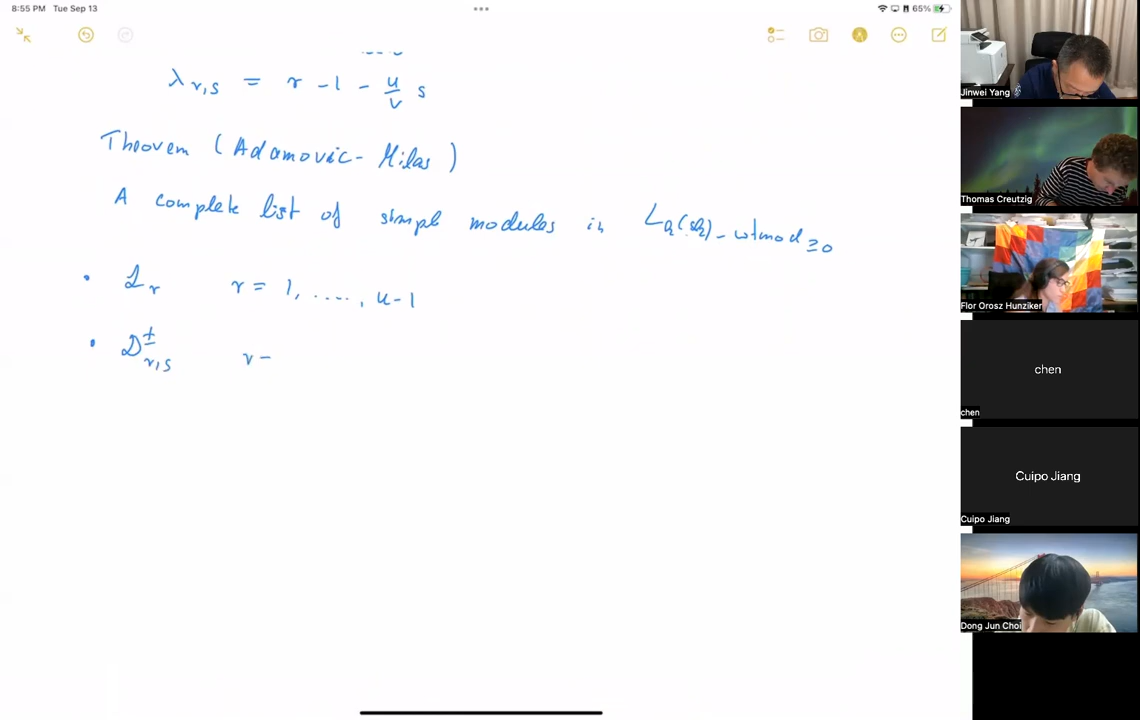 8:55 PM Tue Sep 13
65%
λ_{r,s} = r - 1 - \frac{u}{v} s
Theorem (Adamovic-Milas)
A complete list of simple modules in L_k(sl_2)-wtmod_{≥0}
• ℒ_r r = 1, ....., u-1
• 𝒟^±_{r,s} r =
Jinwei Yang
Thomas Creutzig
Flor Orosz Hunziker
chen
chen
Cuipo Jiang
Cuipo Jiang
Dong Jun Choi